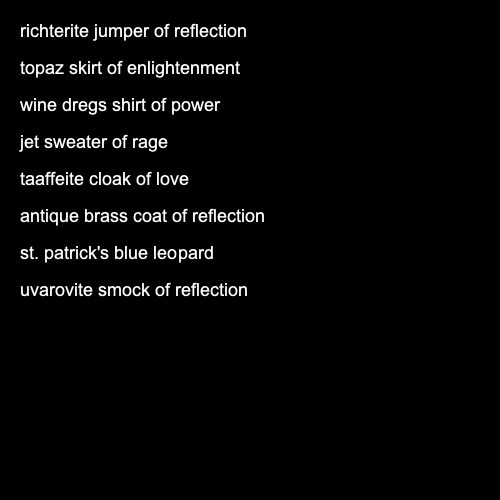 richterite jumper of reflection
topaz skirt of enlightenment
wine dregs shirt of power
jet sweater of rage
taaffeite cloak of love
antique brass coat of reflection
st. patrick's blue leopard
uvarovite smock of reflection